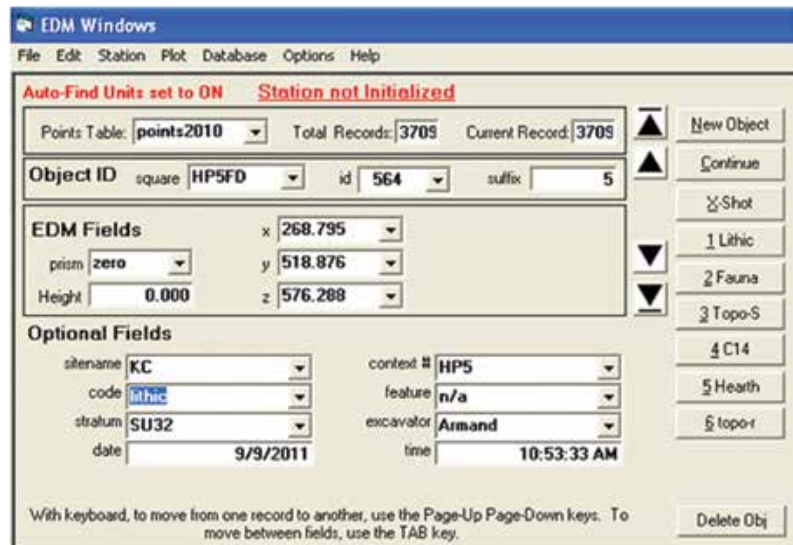 EDM Windows
File Edit Station Plot Database Options Help
Auto-Find Units set to ON Station not Initialized
Points Table: points2010 Total Records: 3709 Current Record: 3709
Object ID square HP5FD id 564 suffix 5
EDM Fields x 268.795
prism zero y 518.876
Height 0.000 z 576.288
Optional Fields
sitename KC context # HP5
code lithic feature n/a
stratum SU32 excavator Armand
date 9/9/2011 time 10:53:33 AM
With keyboard, to move from one record to another, use the Page-Up Page-Down keys. To
move between fields, use the TAB key.
New Object
Continue
X-Shot
1 Lithic
2 Fauna
3 Topo-S
4 C14
5 Hearth
6 topo-r
Delete Obj